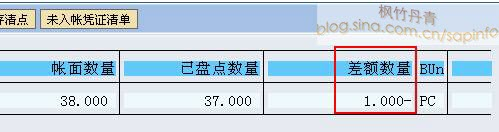 枫竹丹青
blog.sina.com.cn/sapinfo
清点 未入帐凭证清单
帐面数量 已盘点数量 差额数量 BUn
38.000 37.000 1.000- PC